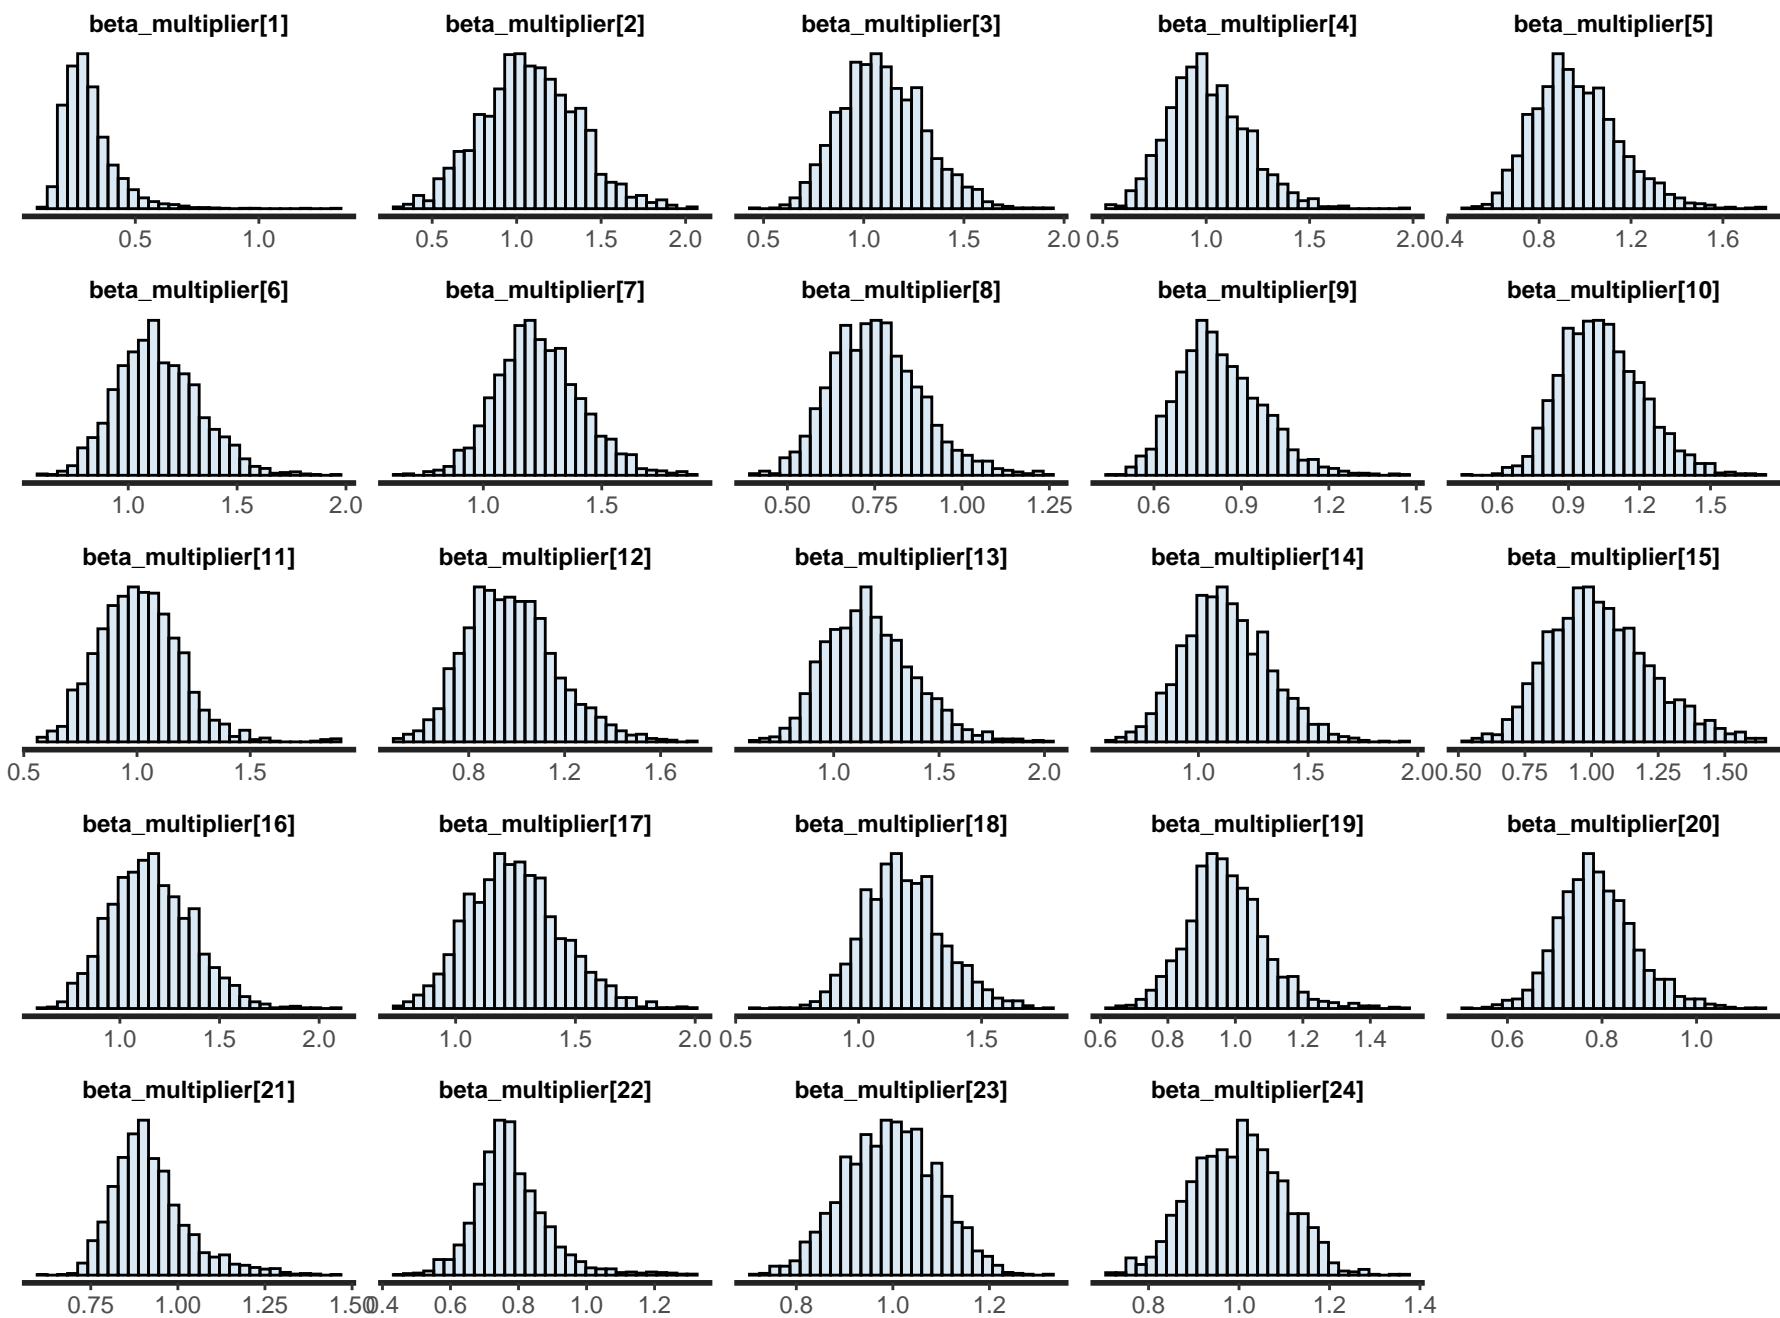 beta_multiplier[1] beta_multiplier[2] beta_multiplier[3] beta_multiplier[4] beta_multiplier[5]
0.5 1.0 0.5 1.0 1.5 2.0 0.5 1.0 1.5 2.0 0.5 1.0 1.5 2.0 0.4 0.8 1.2 1.6
beta_multiplier[6] beta_multiplier[7] beta_multiplier[8] beta_multiplier[9] beta_multiplier[10]
1.0 1.5 2.0 1.0 1.5 0.50 0.75 1.00 1.25 0.6 0.9 1.2 1.5 0.6 0.9 1.2 1.5
beta_multiplier[11] beta_multiplier[12] beta_multiplier[13] beta_multiplier[14] beta_multiplier[15]
0.5 1.0 1.5 0.8 1.2 1.6 1.0 1.5 2.0 1.0 1.5 2.0 0.50 0.75 1.00 1.25 1.50
beta_multiplier[16] beta_multiplier[17] beta_multiplier[18] beta_multiplier[19] beta_multiplier[20]
1.0 1.5 2.0 1.0 1.5 2.0 0.5 1.0 1.5 0.6 0.8 1.0 1.2 1.4 0.6 0.8 1.0
beta_multiplier[21] beta_multiplier[22] beta_multiplier[23] beta_multiplier[24]
0.75 1.00 1.25 1.50 0.4 0.6 0.8 1.0 1.2 0.8 1.0 1.2 0.8 1.0 1.2 1.4